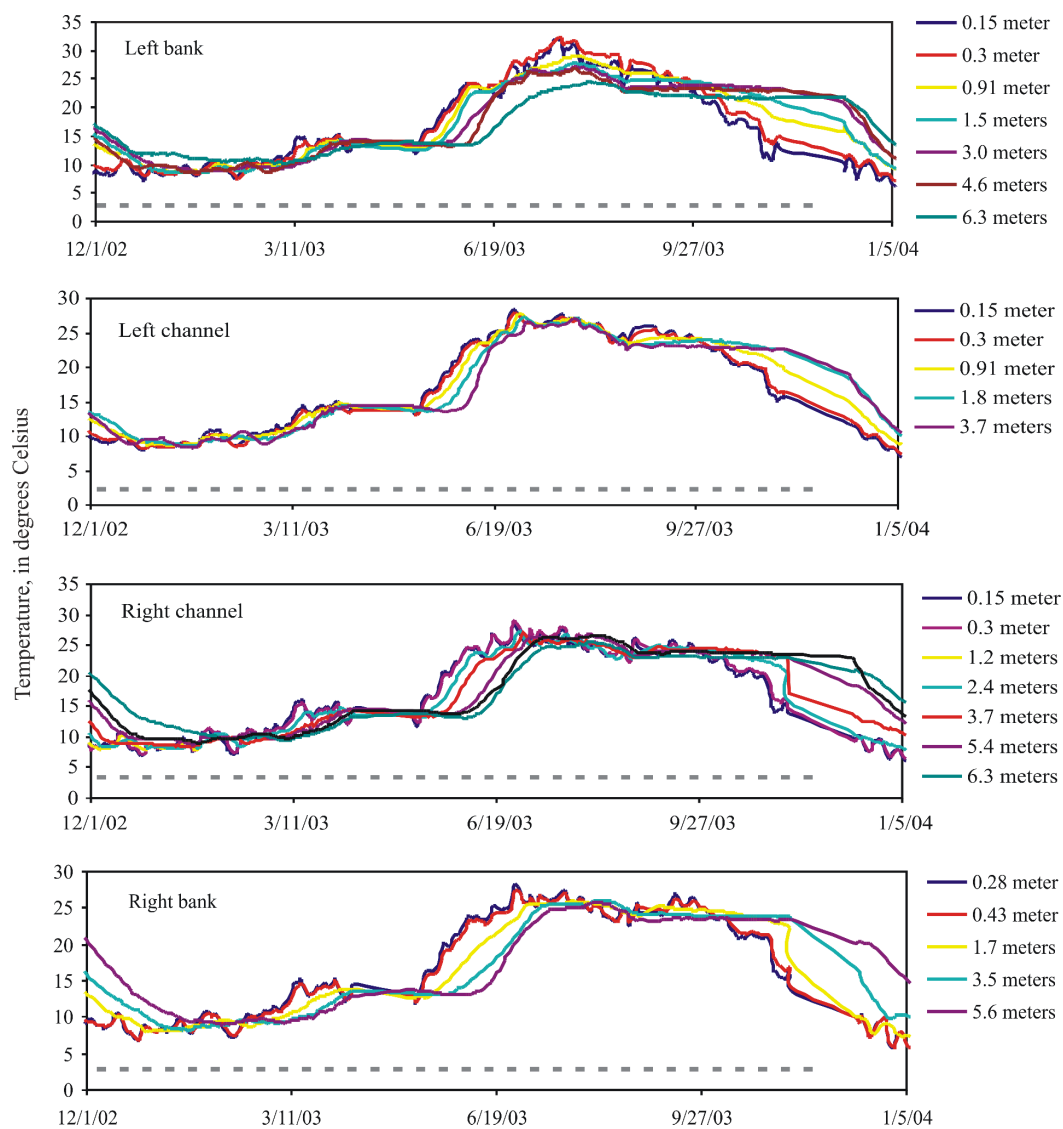 Temperature, in degrees Celsius
Left bank
35
30
25
20
15
10
5
0
12/1/02
3/11/03
6/19/03
9/27/03
1/5/04
0.15 meter
0.3 meter
0.91 meter
1.5 meters
3.0 meters
4.6 meters
6.3 meters
Left channel
30
25
20
15
10
5
0
12/1/02
3/11/03
6/19/03
9/27/03
1/5/04
0.15 meter
0.3 meter
0.91 meter
1.8 meters
3.7 meters
Right channel
35
30
25
20
15
10
5
0
12/1/02
3/11/03
6/19/03
9/27/03
1/5/04
0.15 meter
0.3 meter
1.2 meters
2.4 meters
3.7 meters
5.4 meters
6.3 meters
Right bank
30
25
20
15
10
5
0
12/1/02
3/11/03
6/19/03
9/27/03
1/5/04
0.28 meter
0.43 meter
1.7 meters
3.5 meters
5.6 meters